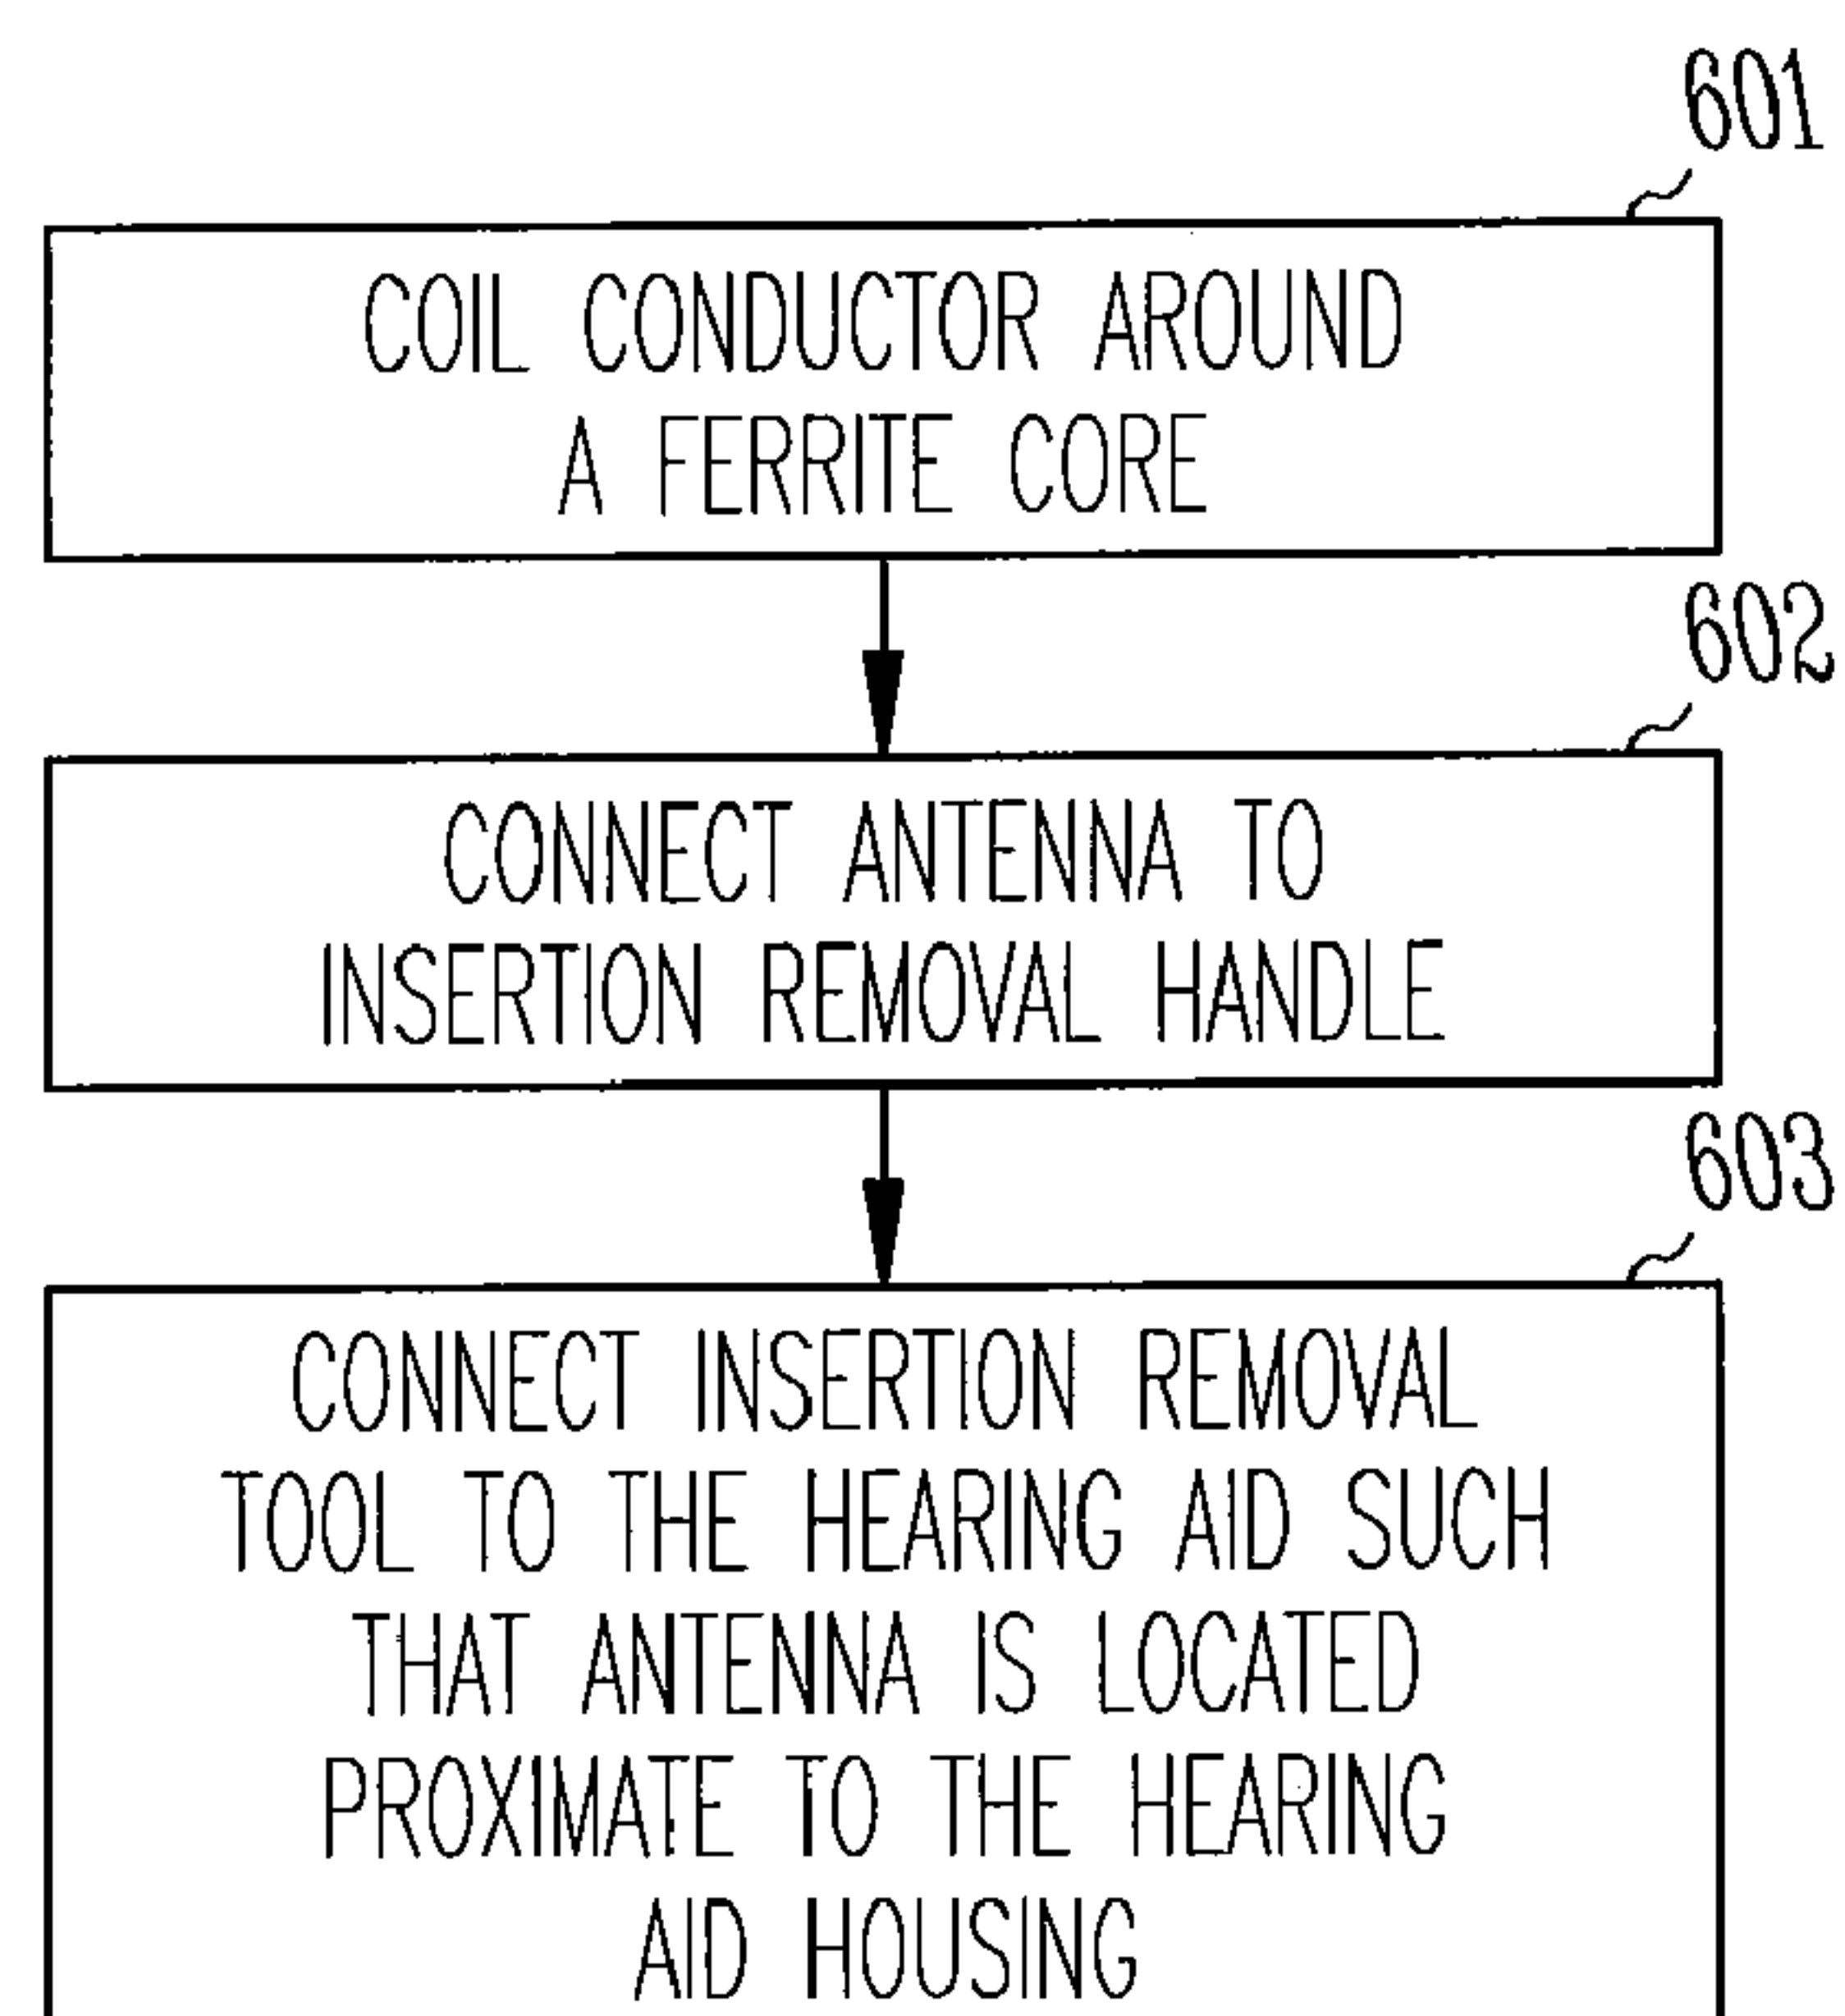 601
COIL CONDUCTOR AROUND
A FERRITE CORE
602
CONNECT ANTENNA TO
INSERTION REMOVAL HANDLE
603
CONNECT INSERTION REMOVAL
TOOL TO THE HEARING AID SUCH
THAT ANTENNA IS LOCATED
PROXIMATE TO THE HEARING
AID HOUSING